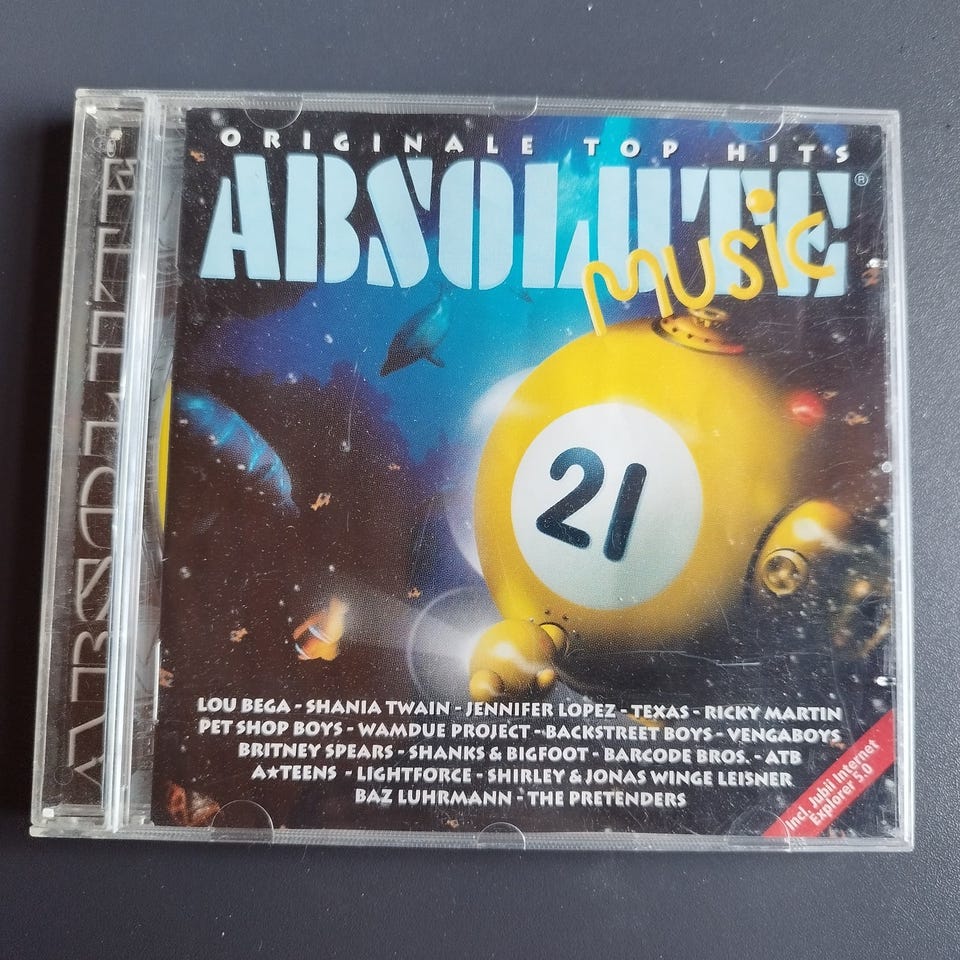 ORIGINALE TOP HITS
ABSOLUTE®
music
21
LOU BEGA - SHANIA TWAIN - JENNIFER LOPEZ - TEXAS - RICKY MARTIN
PET SHOP BOYS - WAMDUE PROJECT - BACKSTREET BOYS - VENGABOYS
BRITNEY SPEARS - SHANKS & BIGFOOT - BARCODE BROS. - ATB
A★TEENS - LIGHTFORCE - SHIRLEY & JONAS WINGE LEISNER
BAZ LUHRMANN - THE PRETENDERS
Incl. Jubii Internet
Explorer 5.0
ABSOLUTE